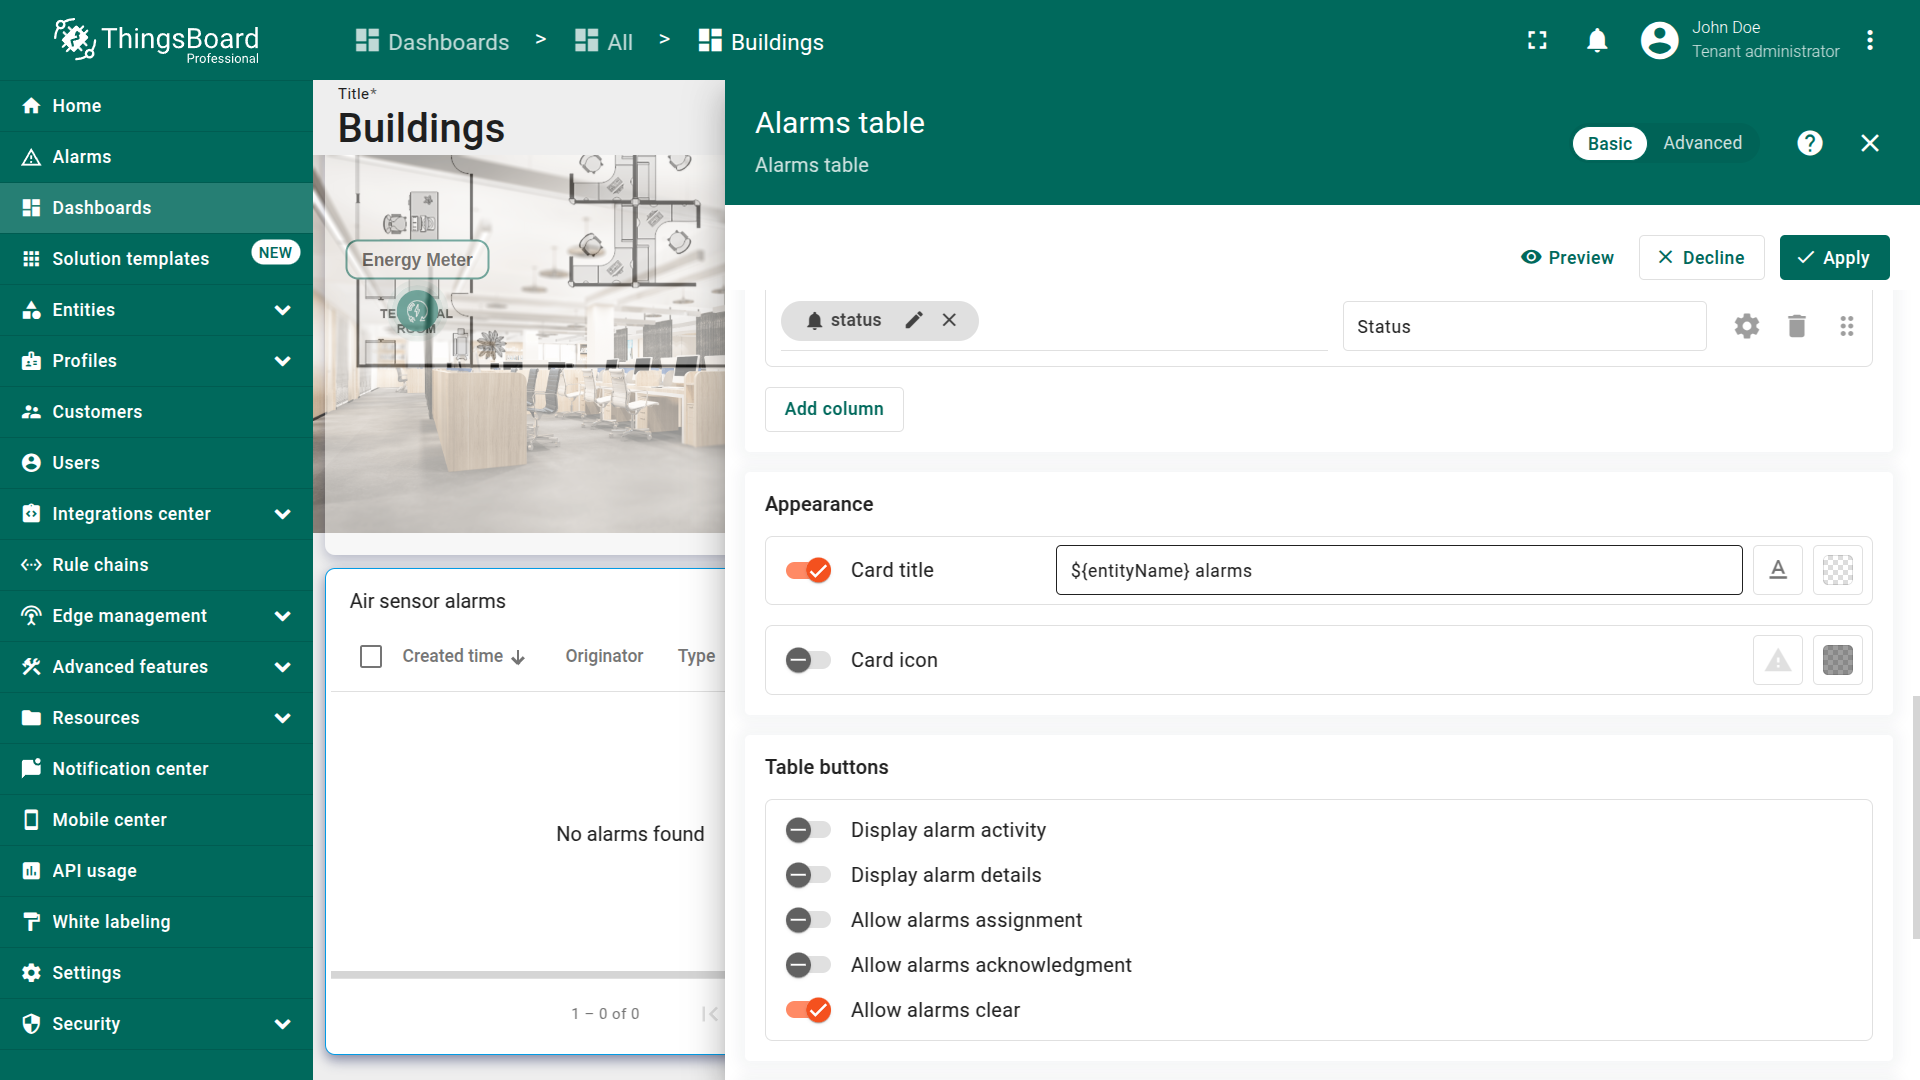 ThingsBoard
Professional
Dashboards > All > Buildings
John Doe
Tenant administrator
Home
Alarms
Dashboards
Solution templates NEW
Entities
Profiles
Customers
Users
Integrations center
Rule chains
Edge management
Advanced features
Resources
Notification center
Mobile center
API usage
White labeling
Settings
Security
Title*
Buildings
Energy Meter
Air sensor alarms
Created time Originator Type
No alarms found
1 – 0 of 0
Alarms table
Alarms table
Basic Advanced
Preview Decline Apply
status Status
Add column
Appearance
Card title ${entityName} alarms
Card icon
Table buttons
Display alarm activity
Display alarm details
Allow alarms assignment
Allow alarms acknowledgment
Allow alarms clear